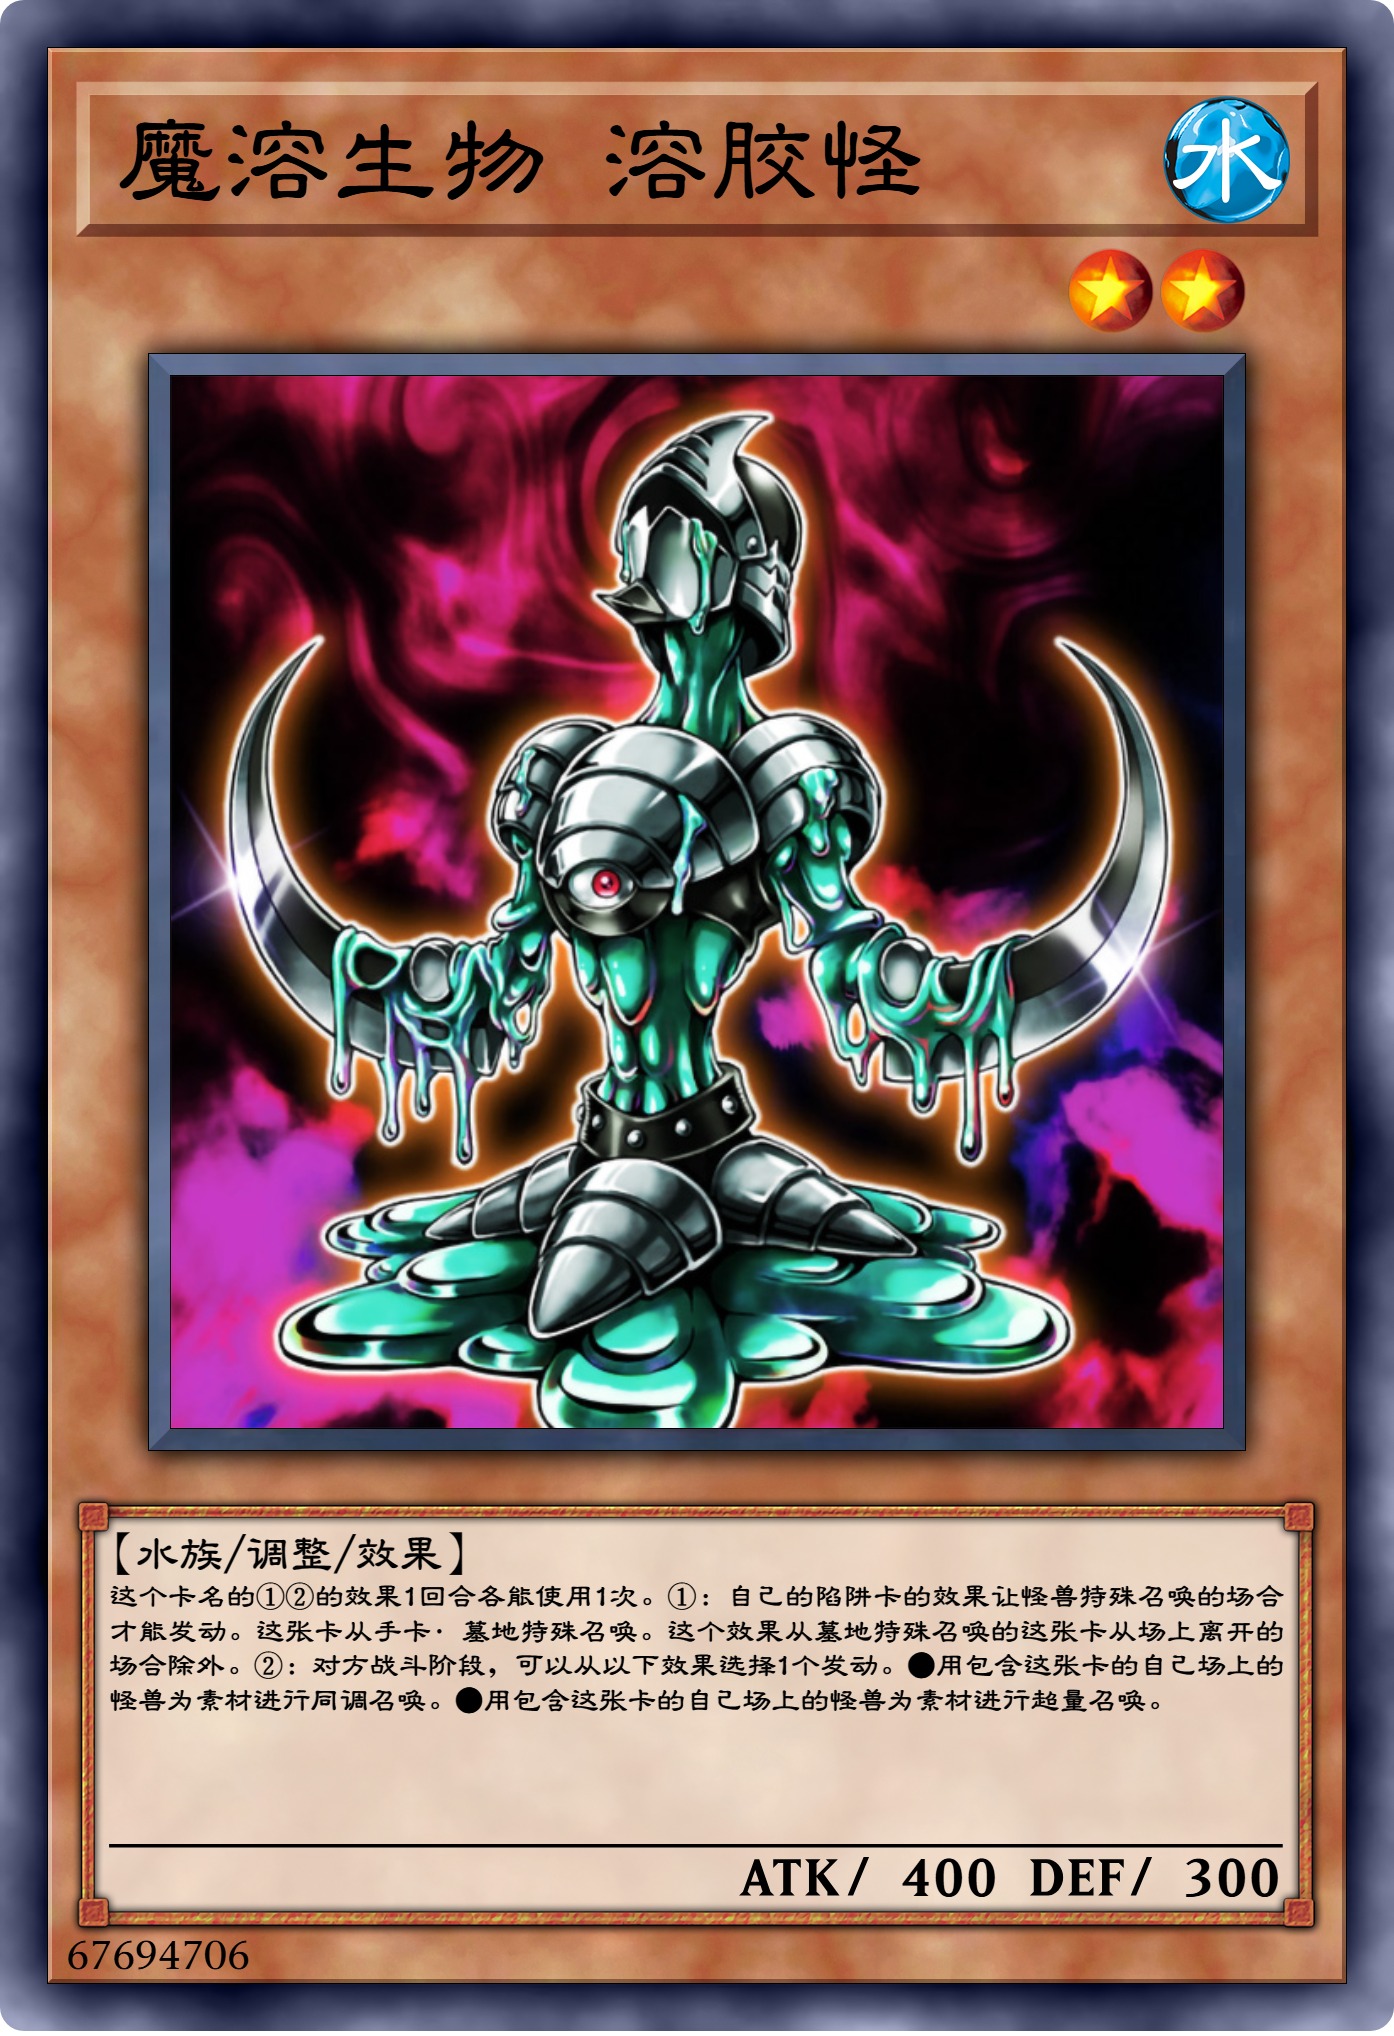 魔溶生物 溶胶怪
水
【水族/调整/效果】
这个卡名的①②的效果1回合各能使用1次。①：自己的陷阱卡的效果让怪兽特殊召唤的场合
才能发动。这张卡从手卡·墓地特殊召唤。这个效果从墓地特殊召唤的这张卡从场上离开的
场合除外。②：对方战斗阶段，可以从以下效果选择1个发动。●用包含这张卡的自己场上的
怪兽为素材进行同调召唤。●用包含这张卡的自己场上的怪兽为素材进行超量召唤。
ATK/ 400 DEF/ 300
67694706